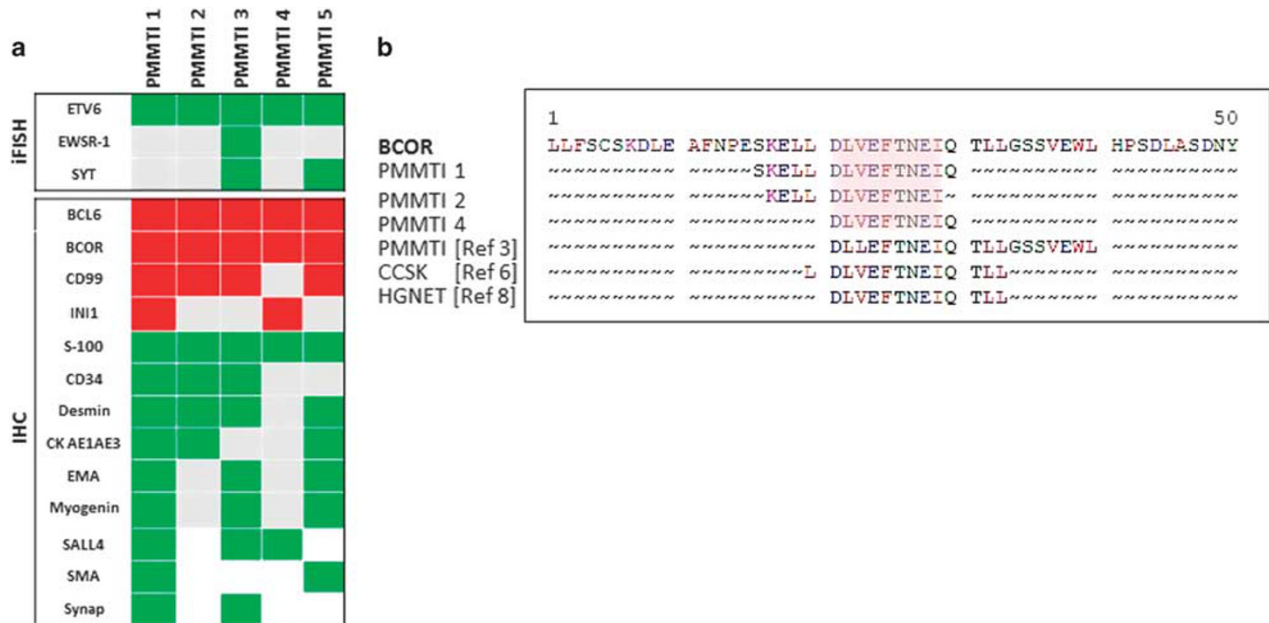 a
PMMTI 1
PMMTI 2
PMMTI 3
PMMTI 4
PMMTI 5
iFISH
ETV6
EWSR-1
SYT
IHC
BCL6
BCOR
CD99
INI1
S-100
CD34
Desmin
CK AE1AE3
EMA
Myogenin
SALL4
SMA
Synap
b
1 50
BCOR LLFSCSKDLE AFNPESKELL DLVEFTNEIQ TLLGSSVEWL HPSDLASDNY
PMMTI 1 ~~~~~~~~~~ ~~~~~SKELL DLVEFTNEIQ ~~~~~~~~~~ ~~~~~~~~~~
PMMTI 2 ~~~~~~~~~~ ~~~~~~KELL DLVEFTNEI~ ~~~~~~~~~~ ~~~~~~~~~~
PMMTI 4 ~~~~~~~~~~ ~~~~~~~~~~ DLVEFTNEIQ ~~~~~~~~~~ ~~~~~~~~~~
PMMTI [Ref 3] ~~~~~~~~~~ ~~~~~~~~~~ DLLEFTNEIQ TLLGSSVEWL ~~~~~~~~~~
CCSK [Ref 6] ~~~~~~~~~~ ~~~~~~~~~L DLVEFTNEIQ TLL~~~~~~~ ~~~~~~~~~~
HGNET [Ref 8] ~~~~~~~~~~ ~~~~~~~~~~ DLVEFTNEIQ TLL~~~~~~~ ~~~~~~~~~~